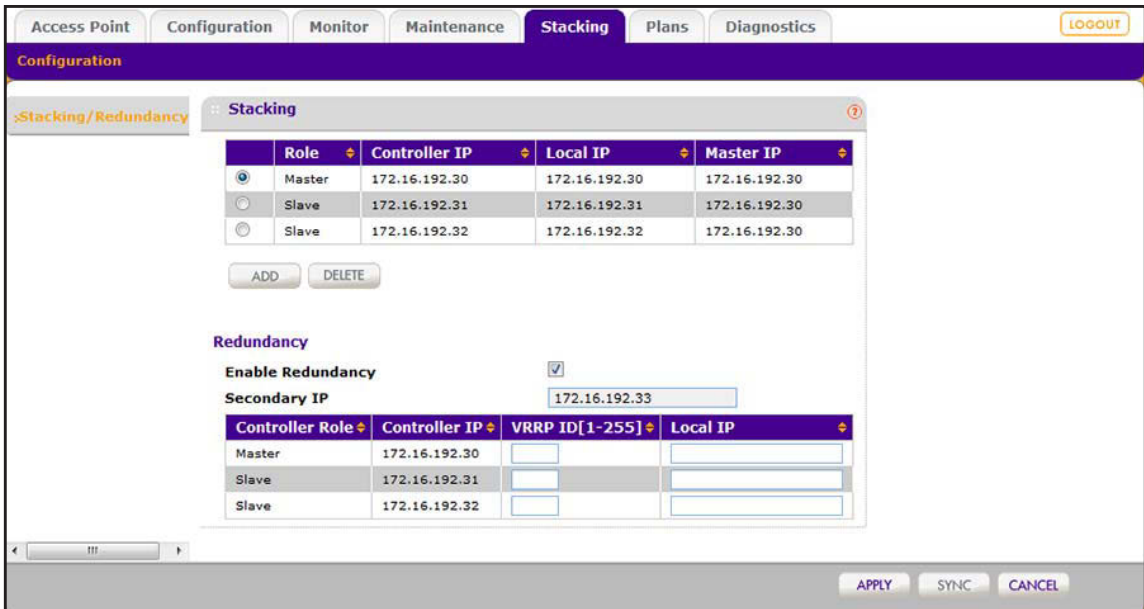 Access Point Configuration Monitor Maintenance Stacking Plans Diagnostics LOGOUT
Configuration
Stacking/Redundancy
Stacking ?
Role Controller IP Local IP Master IP
Master 172.16.192.30 172.16.192.30 172.16.192.30
Slave 172.16.192.31 172.16.192.31 172.16.192.30
Slave 172.16.192.32 172.16.192.32 172.16.192.30
ADD DELETE
Redundancy
Enable Redundancy
Secondary IP 172.16.192.33
Controller Role Controller IP VRRP ID[1-255] Local IP
Master 172.16.192.30
Slave 172.16.192.31
Slave 172.16.192.32
APPLY SYNC CANCEL